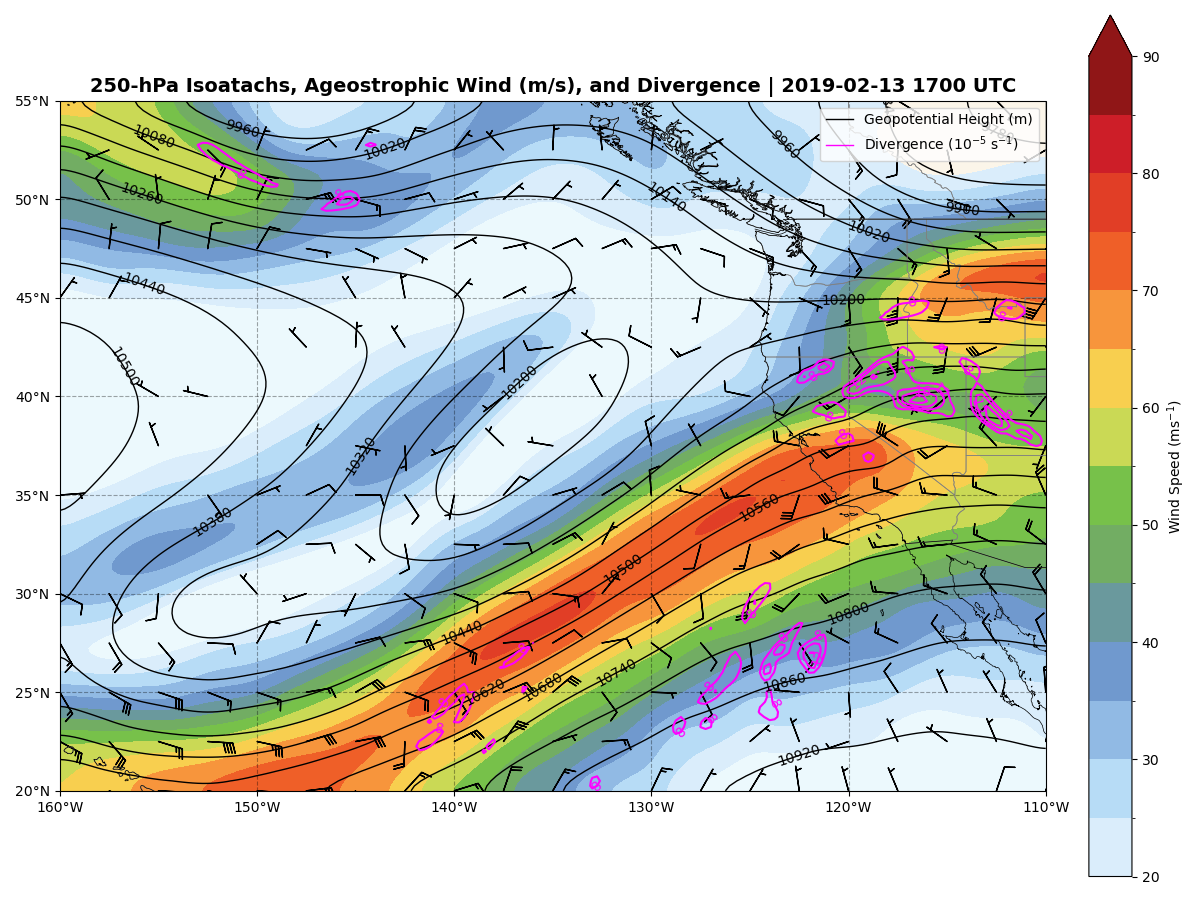 250-hPa Isoatachs, Ageostrophic Wind (m/s), and Divergence | 2019-02-13 1700 UTC
Geopotential Height (m)
Divergence (10⁻⁵ s⁻¹)
55°N
50°N
45°N
40°N
35°N
30°N
25°N
20°N
160°W
150°W
140°W
130°W
120°W
110°W
90
80
70
60
50
40
30
20
Wind Speed (ms⁻¹)
9960
10080
10020
10260
10140
9960
9900
10020
10440
10200
10500
10200
10320
10380
10560
10500
10440
10620
10680
10740
10800
10860
10920